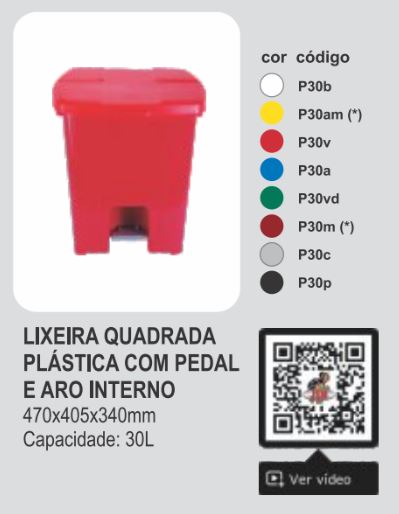 cor código
P30b
P30am (*)
P30v
P30a
P30vd
P30m (*)
P30c
P30p
LIXEIRA QUADRADA
PLÁSTICA COM PEDAL
E ARO INTERNO
470x405x340mm
Capacidade: 30L
Ver vídeo